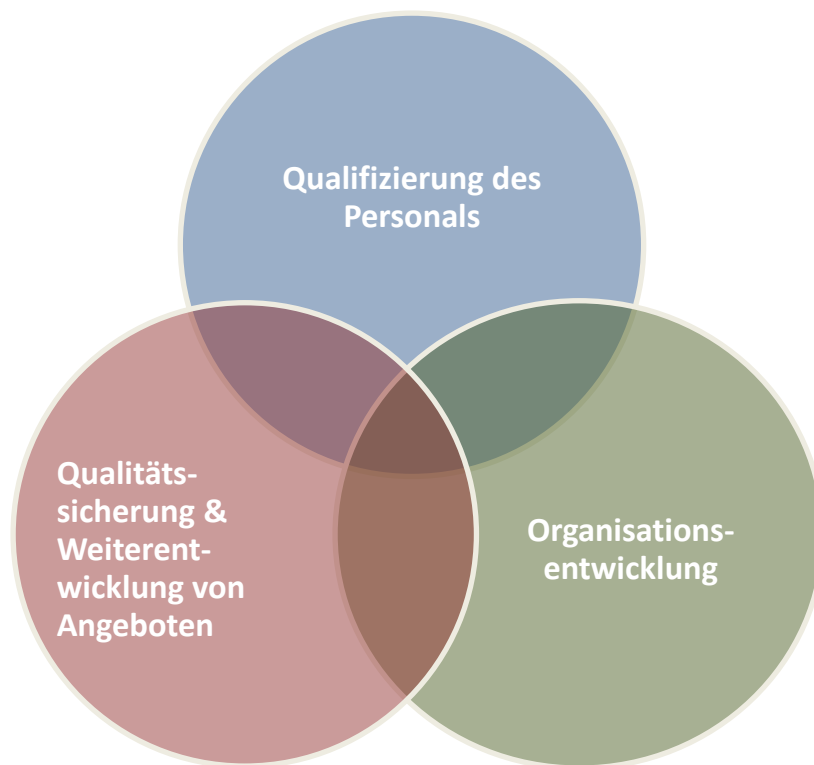 Qualifizierung des
Personals
Qualitäts-
sicherung &
Weiterent-
wicklung von
Angeboten
Organisations-
entwicklung